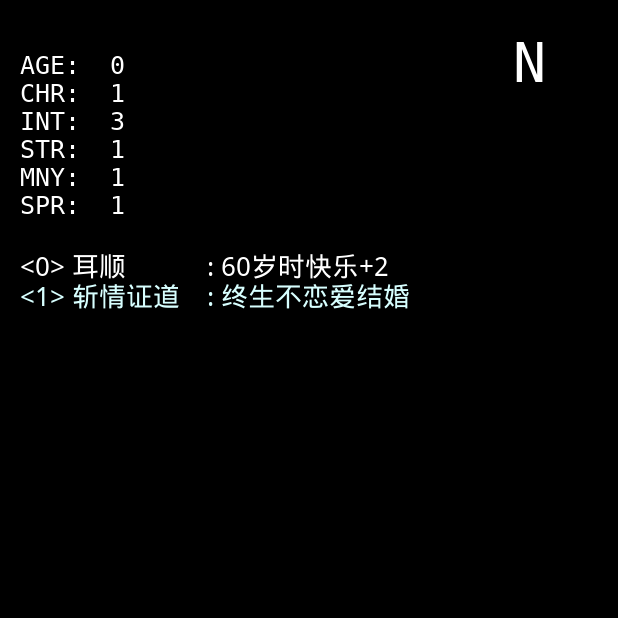 N
AGE: 0
CHR: 1
INT: 3
STR: 1
MNY: 1
SPR: 1
<0> 耳顺 : 60岁时快乐+2
<1> 斩情证道 : 终生不恋爱结婚